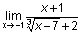 lim x→−1 (x+1)/(∛(x−7+2))